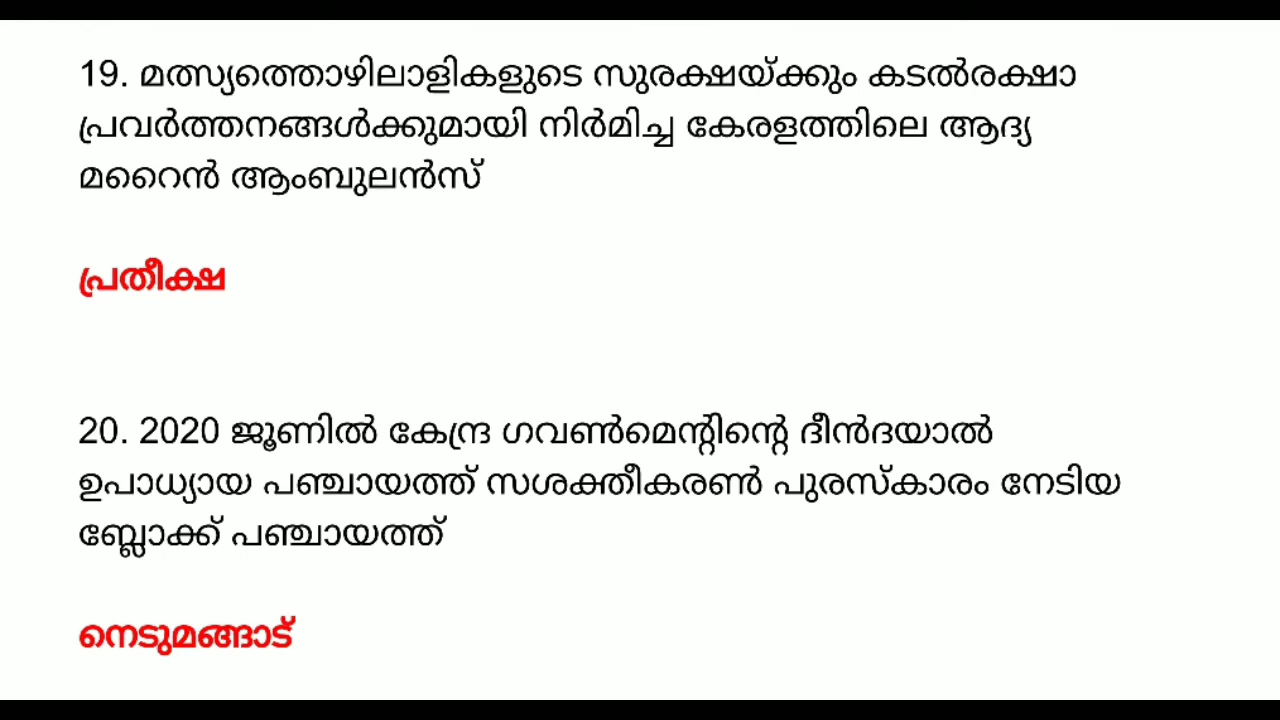 19. മത്സ്യത്തൊഴിലാളികളുടെ സുരക്ഷയ്ക്കും കടൽരക്ഷാ
പ്രവർത്തനങ്ങൾക്കുമായി നിർമിച്ച കേരളത്തിലെ ആദ്യ
മറൈൻ ആംബുലൻസ്
പ്രതീക്ഷ
20. 2020 ജൂണിൽ കേന്ദ്ര ഗവൺമെന്റിന്റെ ദീൻദയാൽ
ഉപാധ്യായ പഞ്ചായത്ത് സശക്തീകരൺ പുരസ്കാരം നേടിയ
ബ്ലോക്ക് പഞ്ചായത്ത്
നെടുമങ്ങാട്